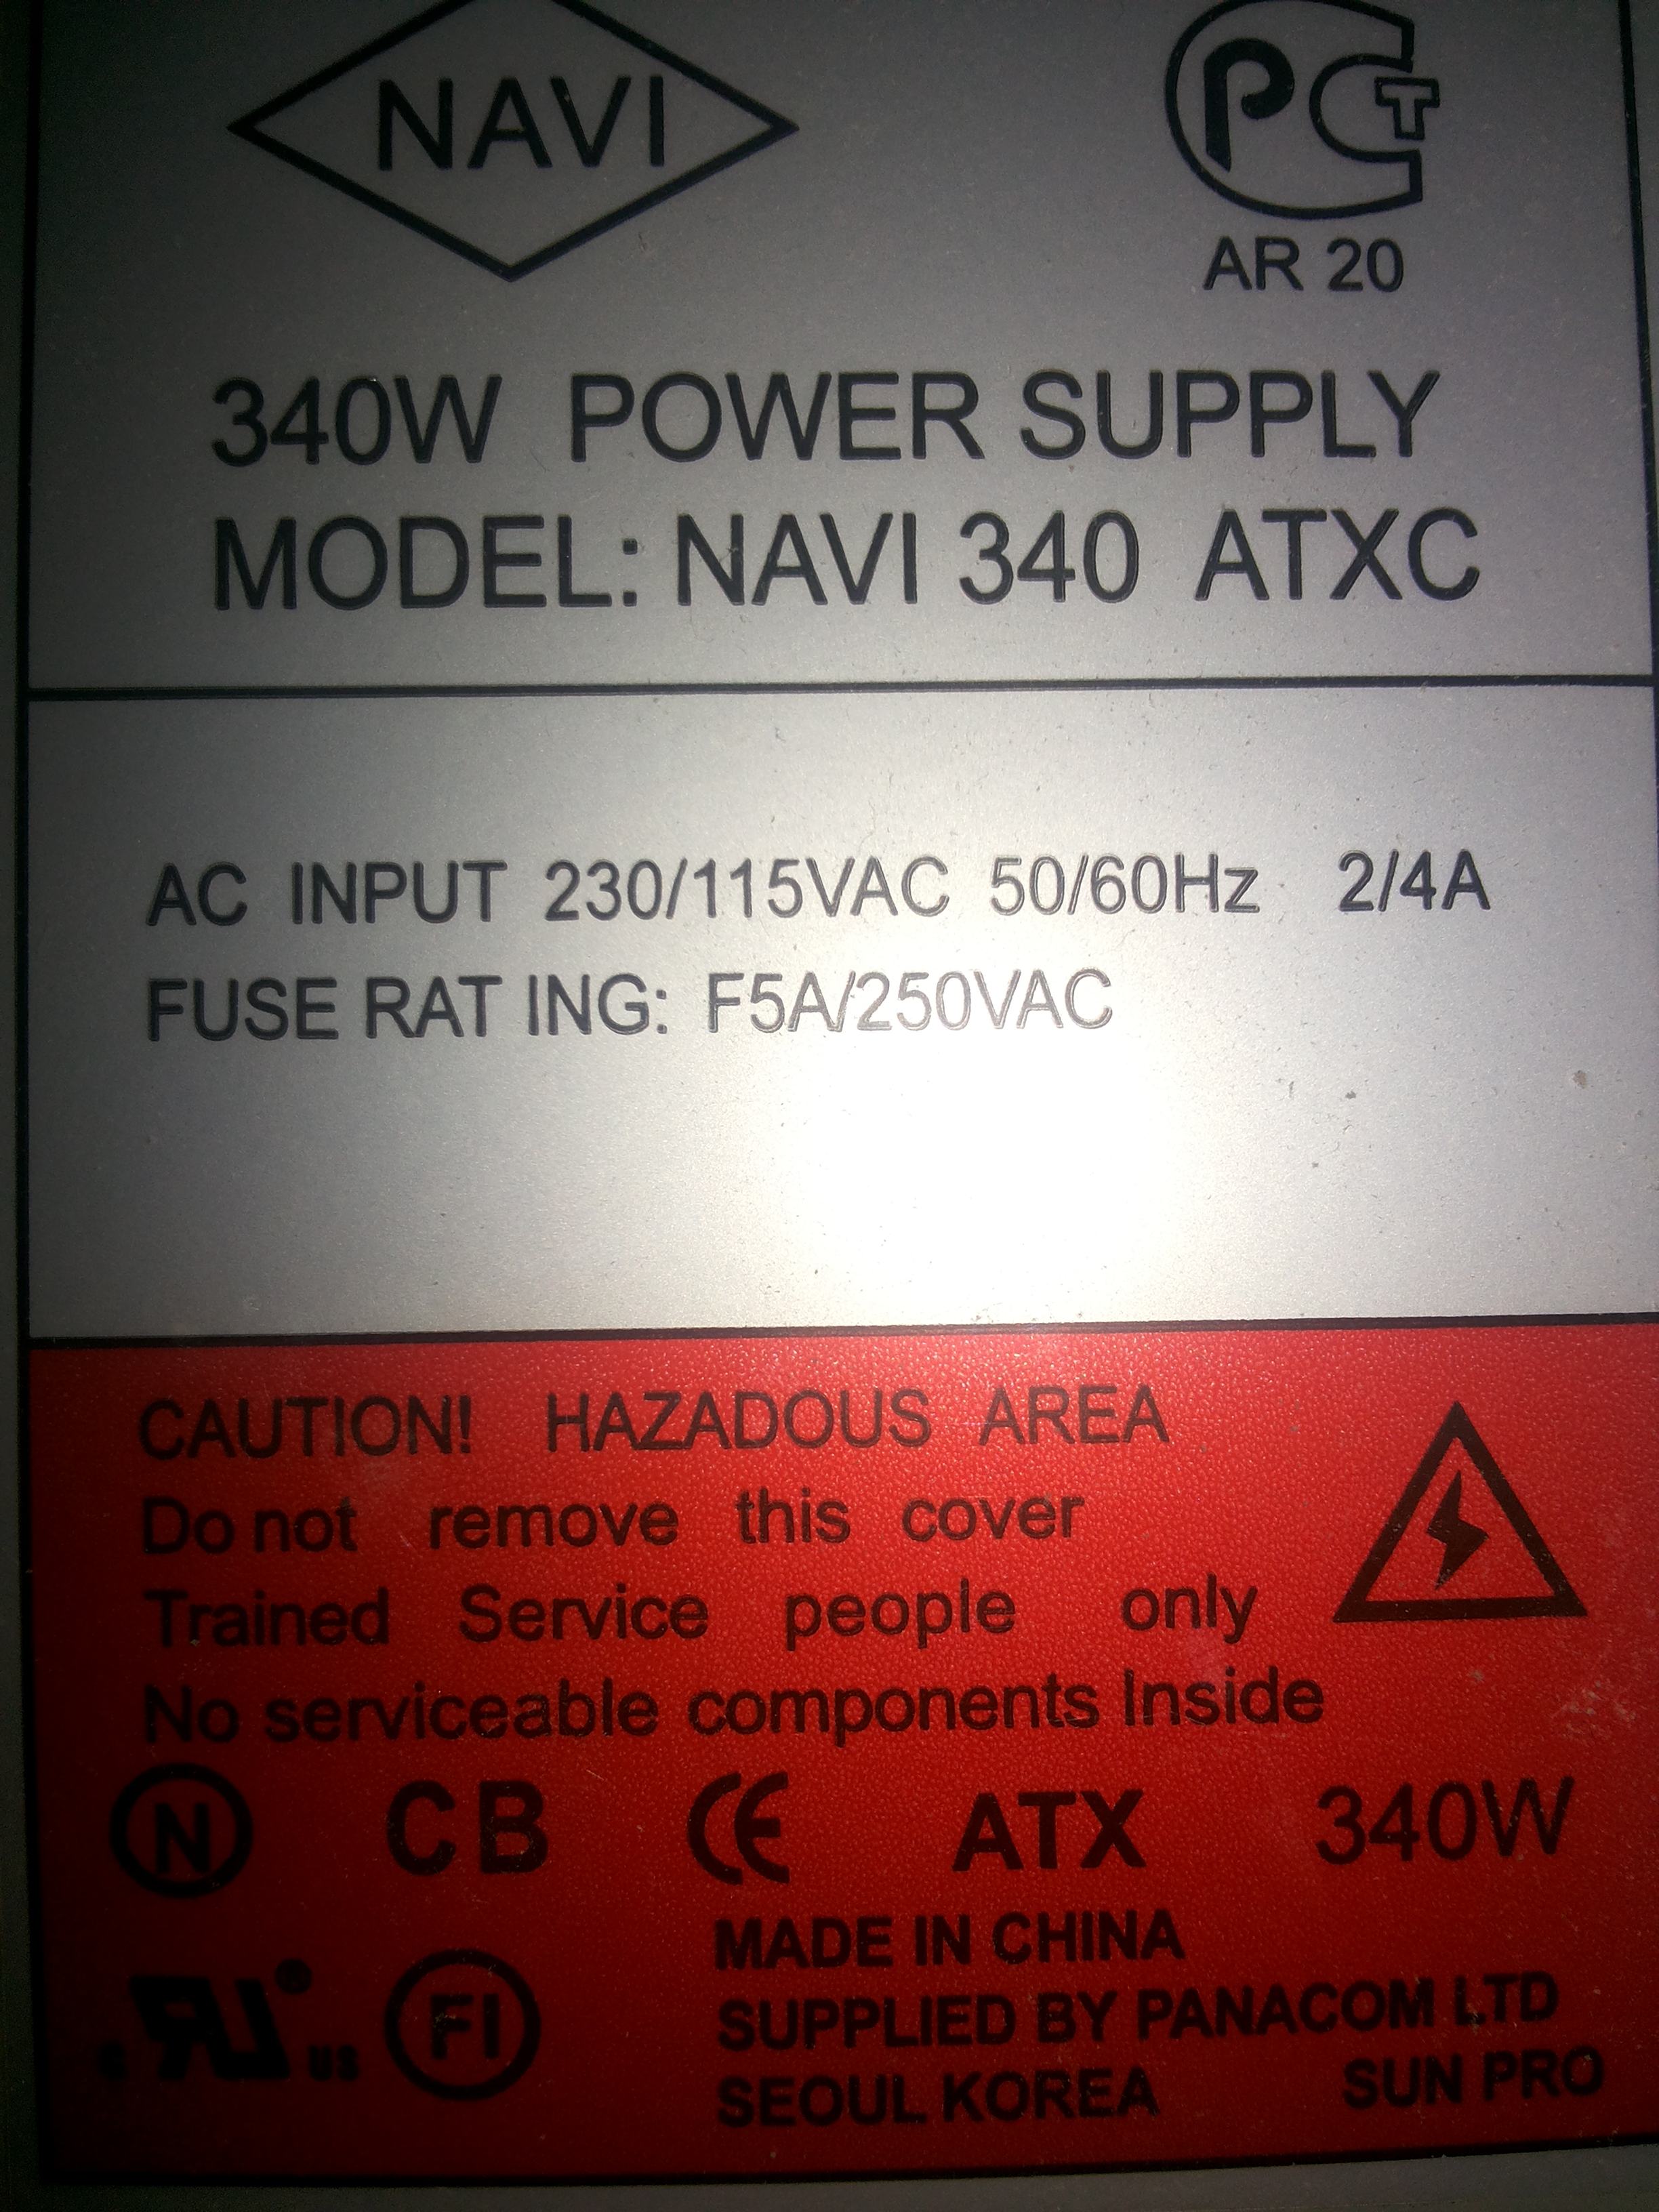 NAVI
PCT
AR 20
340W POWER SUPPLY
MODEL: NAVI 340 ATXC
AC INPUT 230/115VAC 50/60Hz 2/4A
FUSE RAT ING: F5A/250VAC
CAUTION! HAZADOUS AREA
Do not remove this cover
Trained Service people only
No serviceable components Inside
N CB CE ATX 340W
RU® US FI
MADE IN CHINA
SUPPLIED BY PANACOM LTD
SEOUL KOREA SUN PRO